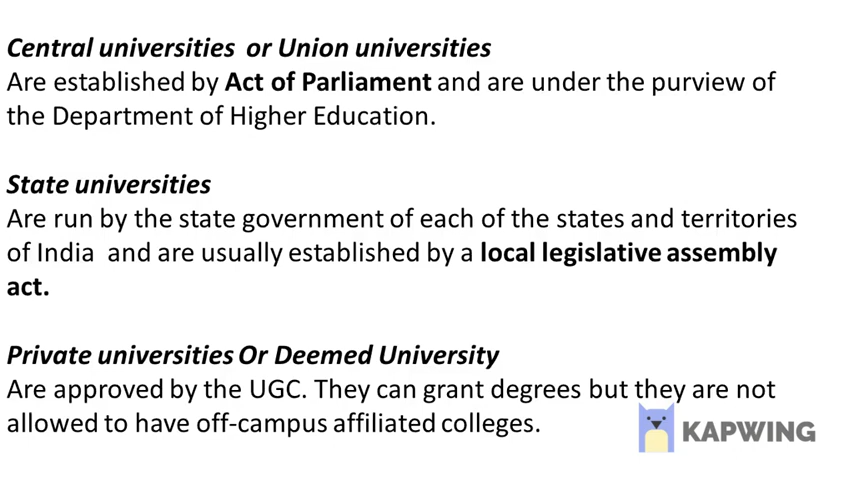 Central universities or Union universities
Are established by Act of Parliament and are under the purview of
the Department of Higher Education.
State universities
Are run by the state government of each of the states and territories
of India and are usually established by a local legislative assembly
act.
Private universities Or Deemed University
Are approved by the UGC. They can grant degrees but they are not
allowed to have off-campus affiliated colleges.
KAPWING